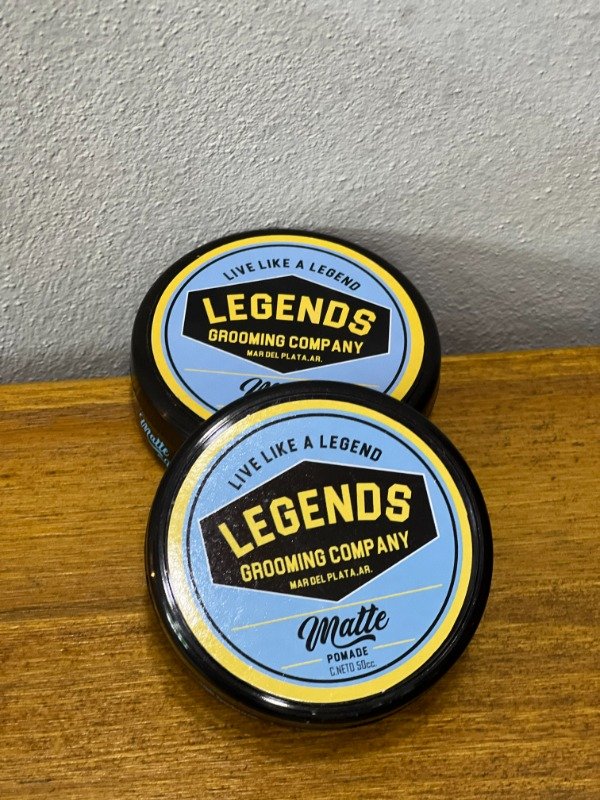 LIVE LIKE A LEGEND
LEGENDS
GROOMING COMPANY
MAR DEL PLATA.AR.
Matte
LIVE LIKE A LEGEND
LEGENDS
GROOMING COMPANY
MAR DEL PLATA.AR.
Matte
POMADE
C.NETO 50cc.